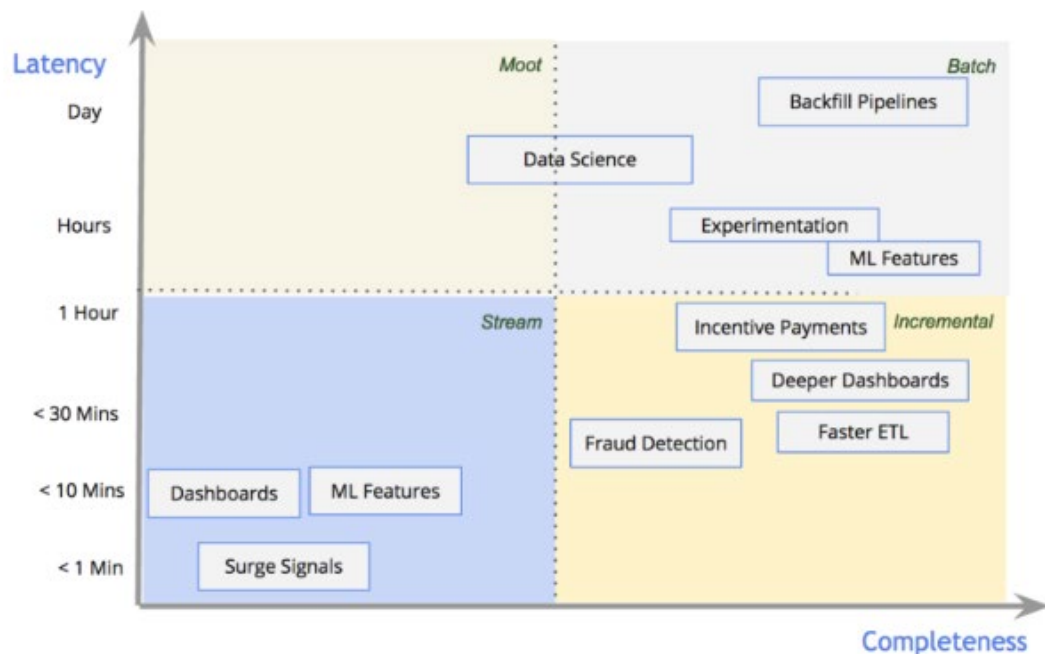 Latency
Moot
Batch
Day
Backfill Pipelines
Data Science
Hours
Experimentation
ML Features
1 Hour
Stream
Incentive Payments
Incremental
Deeper Dashboards
< 30 Mins
Fraud Detection
Faster ETL
< 10 Mins
Dashboards
ML Features
< 1 Min
Surge Signals
Completeness